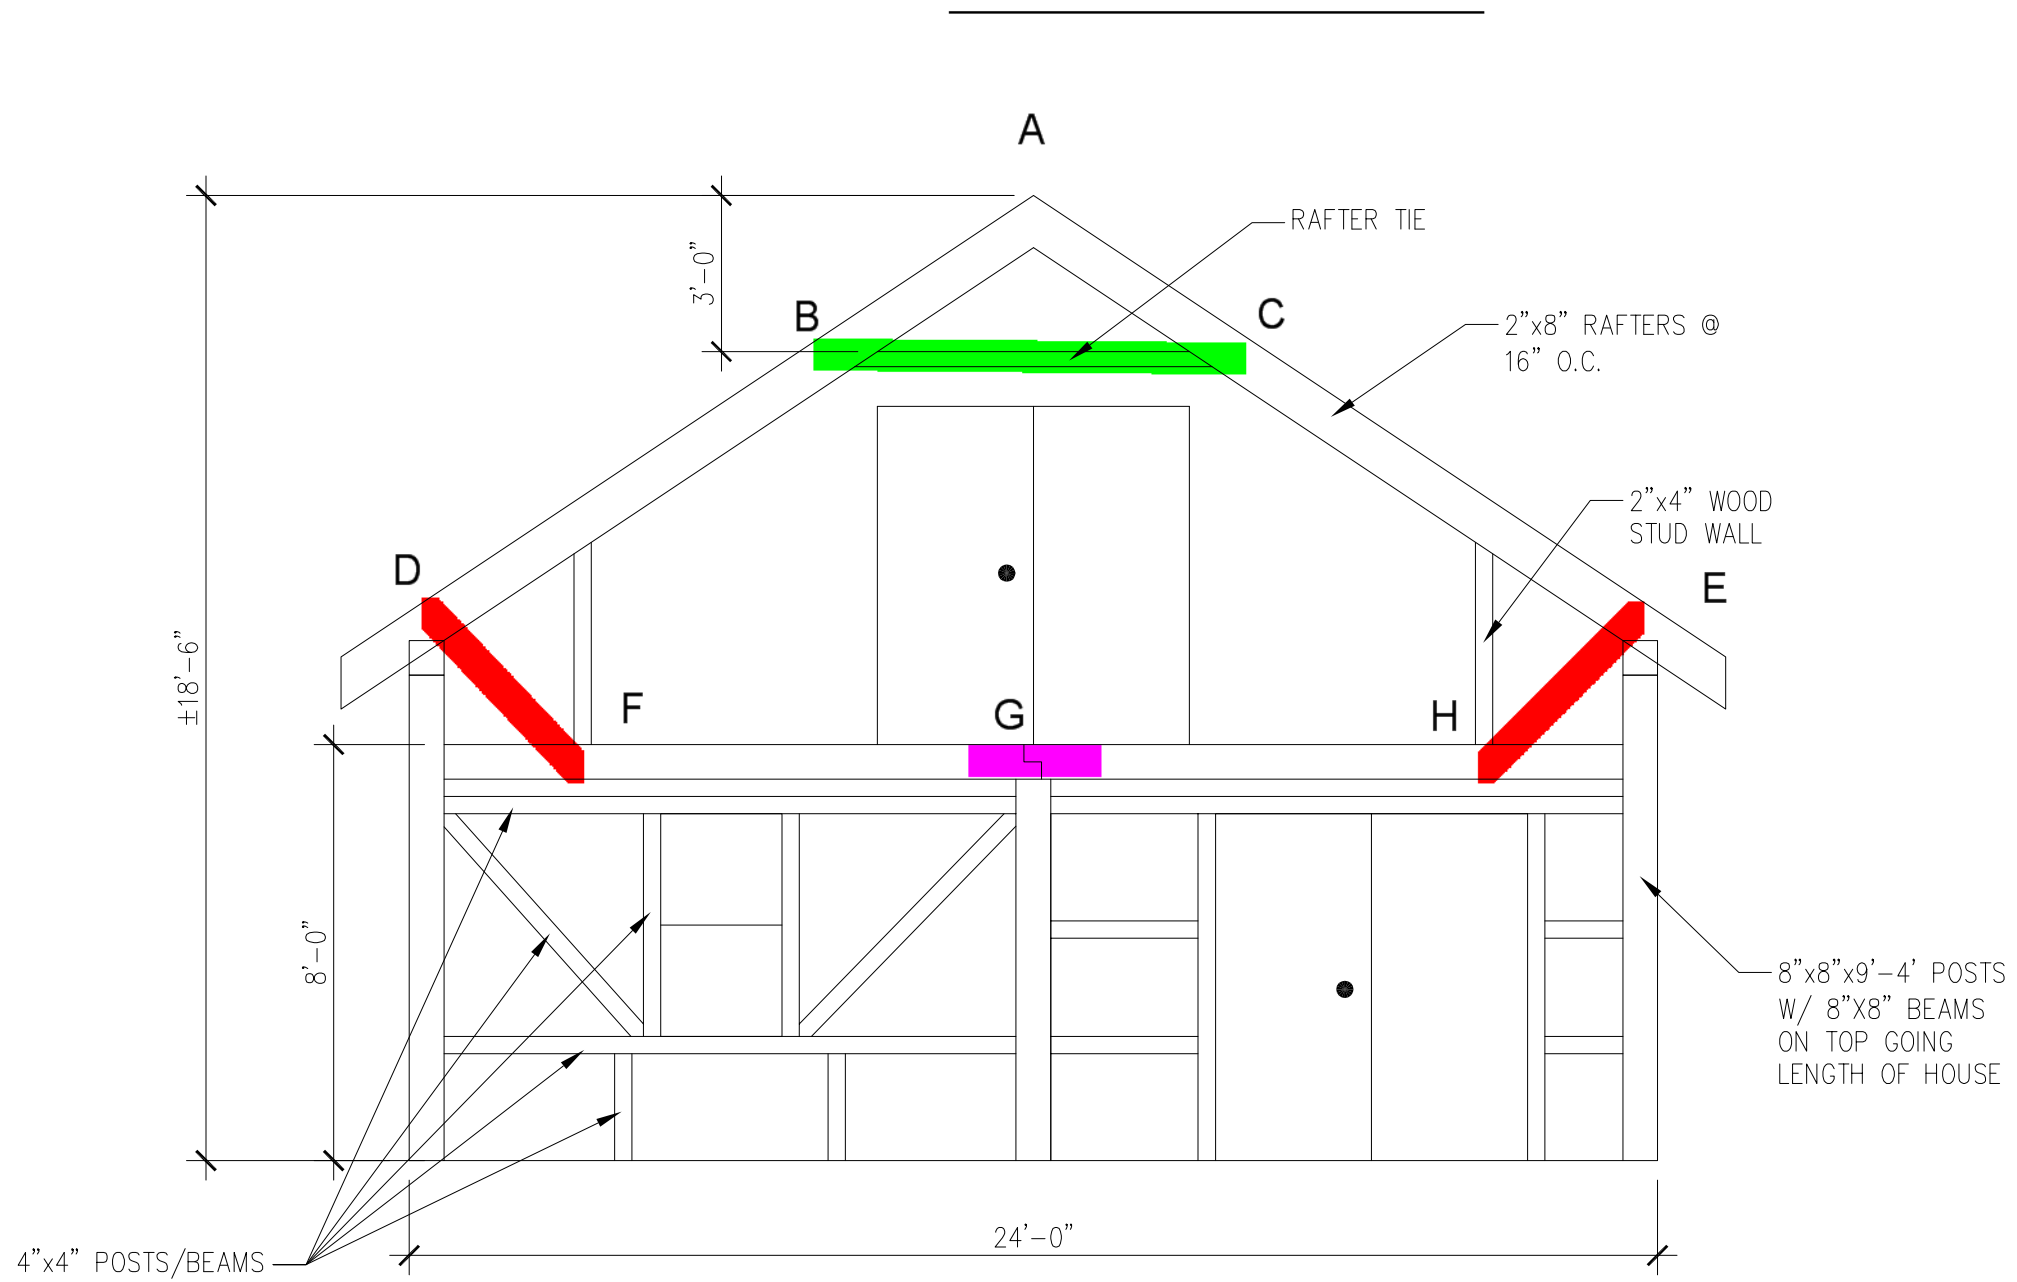 A
RAFTER TIE
3'-0"
B
C
2"x8" RAFTERS @
16" O.C.
2"x4" WOOD
STUD WALL
D
E
±18'-6"
F
G
H
8'-0"
8"x8"x9'-4' POSTS
W/ 8"X8" BEAMS
ON TOP GOING
LENGTH OF HOUSE
24'-0"
4"x4" POSTS/BEAMS